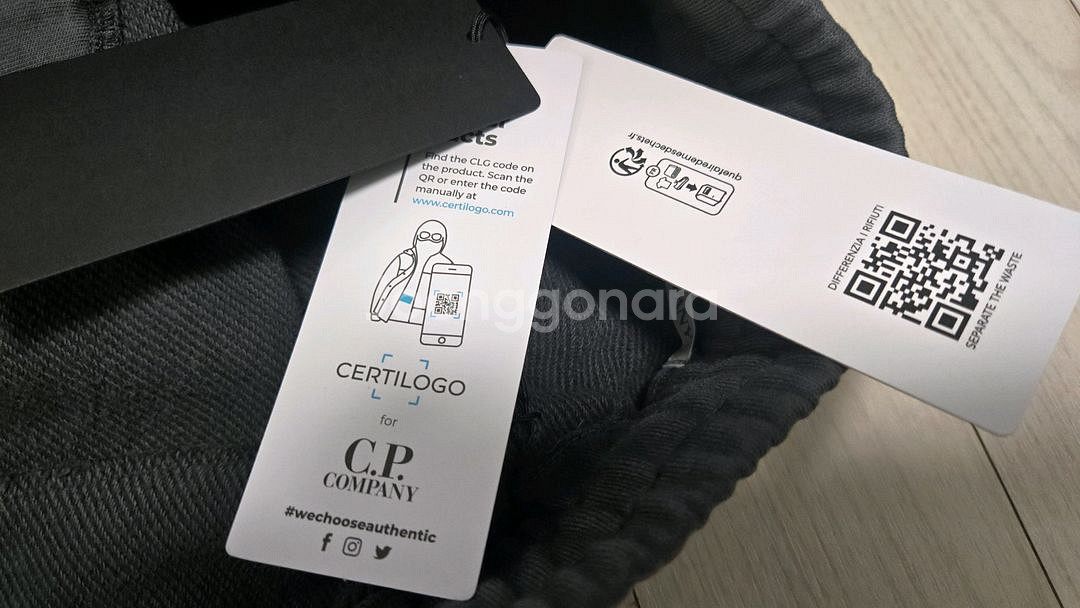 Find the CLG code on
the product. Scan the
QR or enter the code
manually at
www.certilogo.com
CERTILOGO
for
C.P.
COMPANY
#wechooseauthentic
quefairedemesdechets.fr
DIFFERENZIA I RIFIUTI
SEPARATE THE WASTE